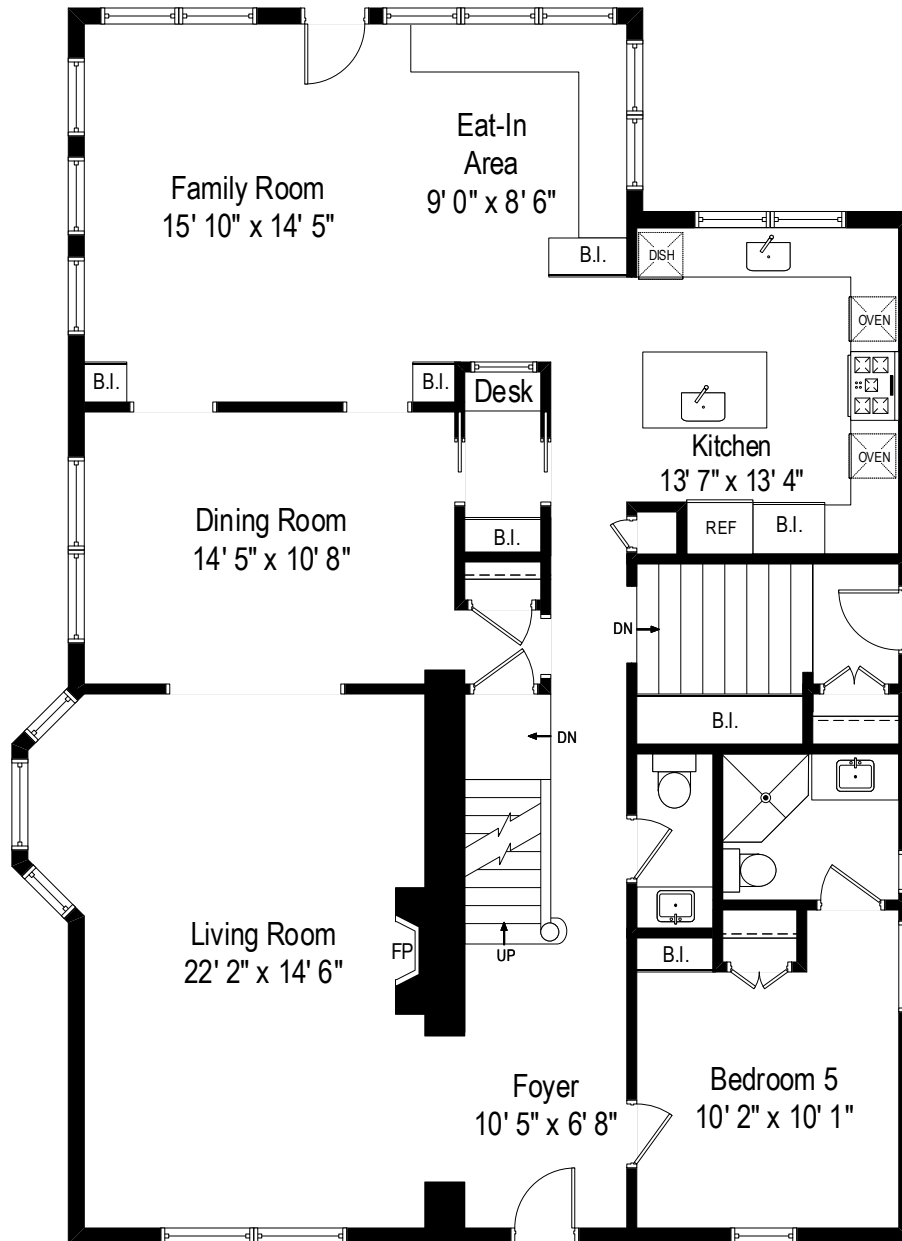 Eat-In
Area
9' 0" x 8' 6"
Family Room
15' 10" x 14' 5"
B.I.
DISH
OVEN
B.I.
B.I.
Desk
Kitchen
13' 7" x 13' 4"
OVEN
Dining Room
14' 5" x 10' 8"
B.I.
REF
B.I.
DN
B.I.
DN
Living Room
22' 2" x 14' 6"
FP
UP
B.I.
Foyer
10' 5" x 6' 8"
Bedroom 5
10' 2" x 10' 1"